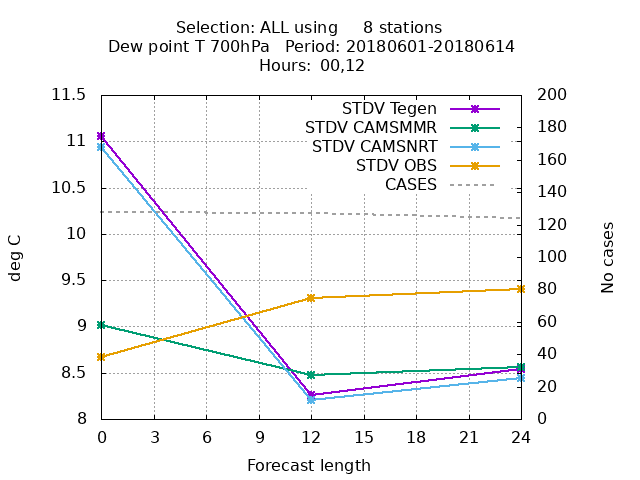 Selection: ALL using     8 stations
Dew point T 700hPa   Period: 20180601-20180614
Hours: 00,12
STDV Tegen
STDV CAMSMMR
STDV CAMSNRT
STDV OBS
CASES
11.5
11
10.5
10
9.5
9
8.5
8
deg C
200
180
160
140
120
100
80
60
40
20
0
No cases
0 3 6 9 12 15 18 21 24
Forecast length